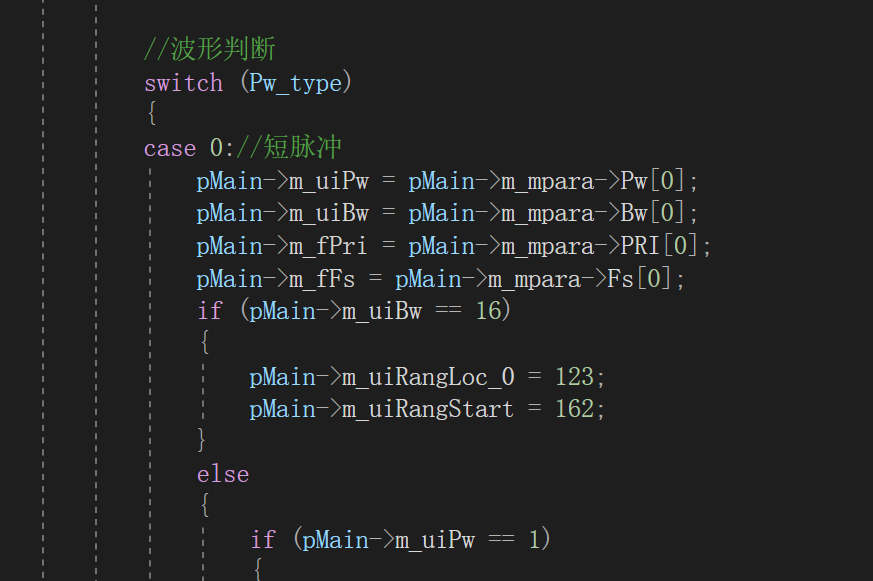 //波形判断
switch (Pw_type)
{
case 0://短脉冲
pMain->m_uiPw = pMain->m_mpara->Pw[0];
pMain->m_uiBw = pMain->m_mpara->Bw[0];
pMain->m_fPri = pMain->m_mpara->PRI[0];
pMain->m_fFs = pMain->m_mpara->Fs[0];
if (pMain->m_uiBw == 16)
{
pMain->m_uiRangLoc_0 = 123;
pMain->m_uiRangStart = 162;
}
else
{
if (pMain->m_uiPw == 1)
{